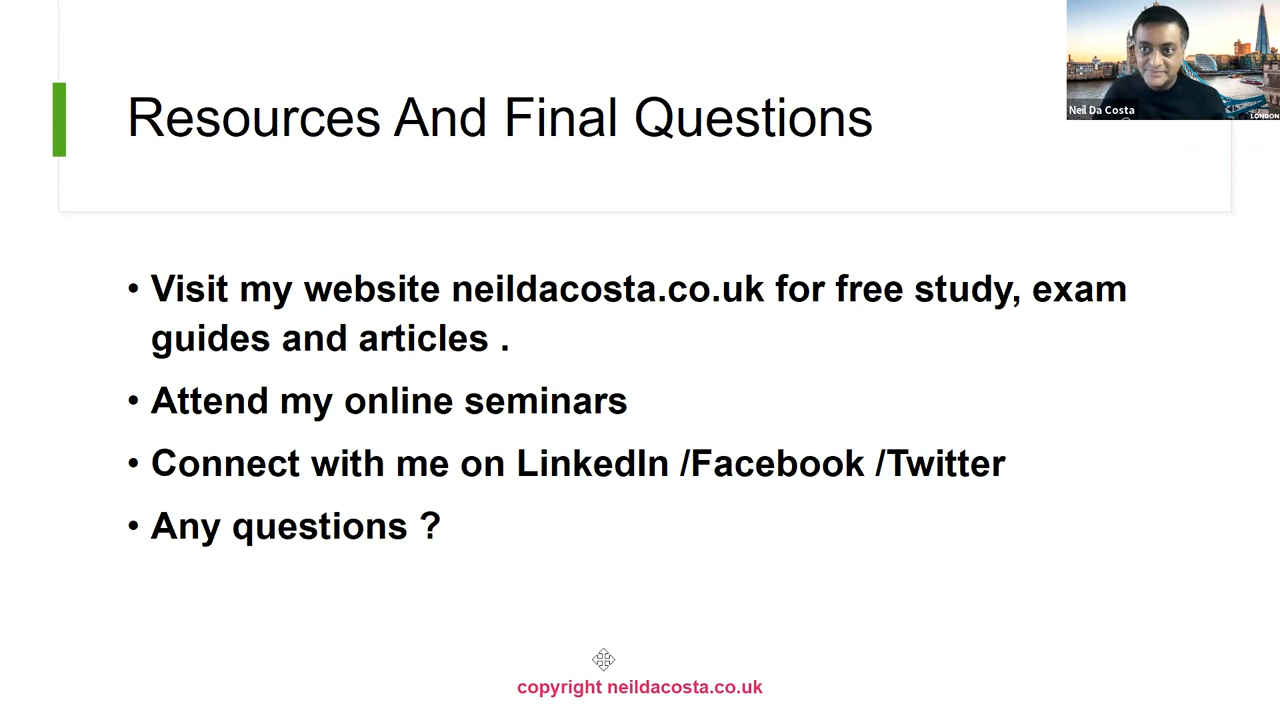 Neil Da Costa
LONDON
Resources And Final Questions
• Visit my website neildacosta.co.uk for free study, exam
guides and articles .
• Attend my online seminars
• Connect with me on LinkedIn /Facebook /Twitter
• Any questions ?
copyright neildacosta.co.uk